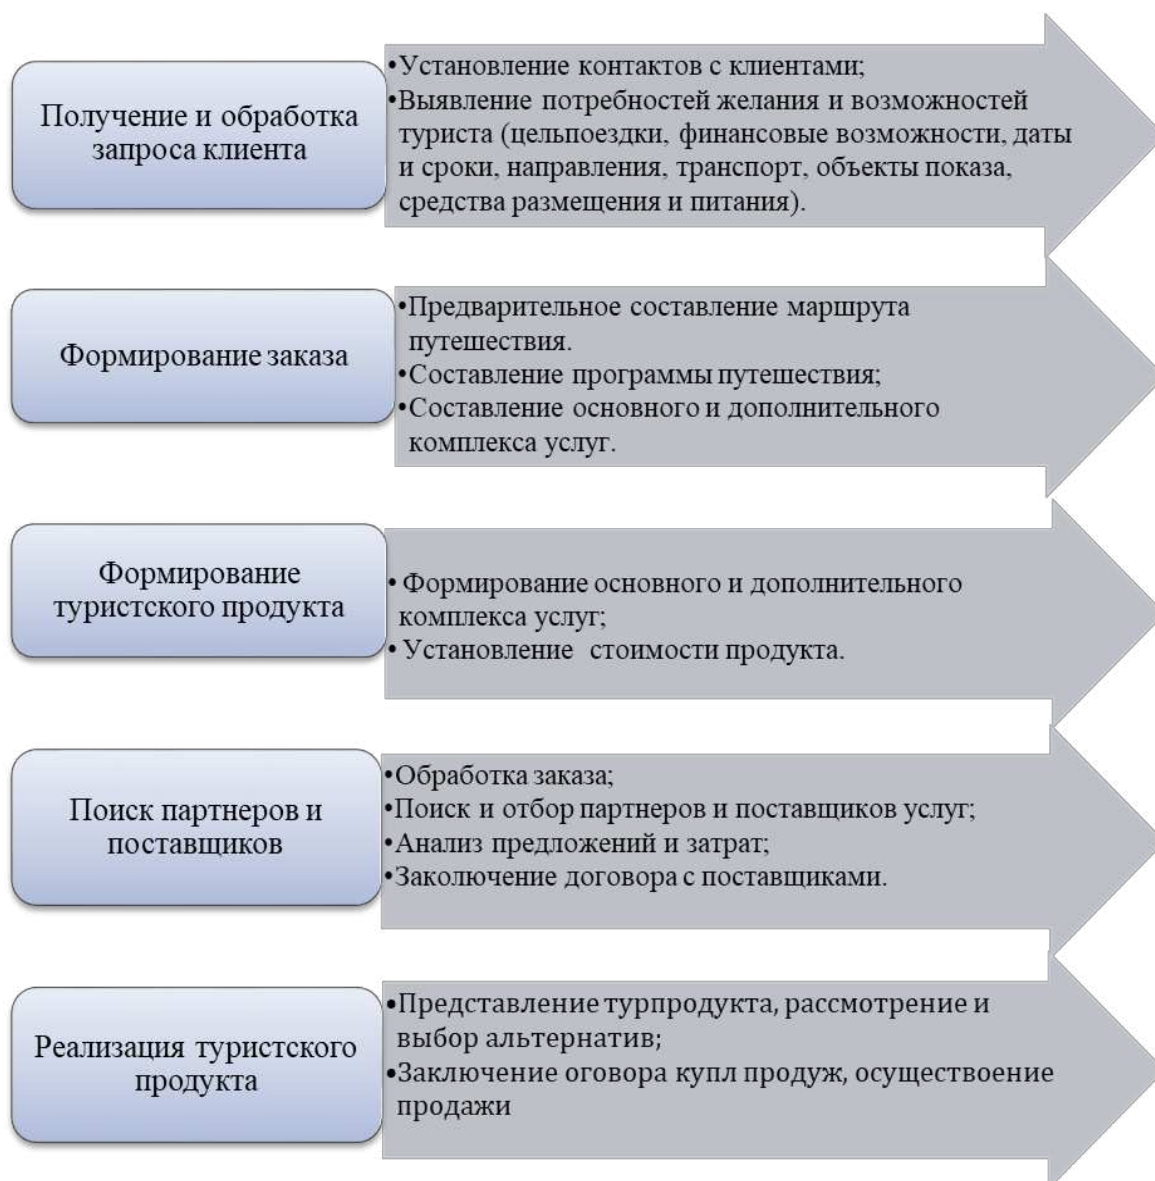 Получение и обработка
запроса клиента
•Установление контактов с клиентами;
•Выявление потребностей желания и возможностей
туриста (цельпоездки, финансовые возможности, даты
и сроки, направления, транспорт, объекты показа,
средства размещения и питания).
Формирование заказа
•Предварительное составление маршрута
путешествия.
•Составление программы путешествия;
•Составление основного и дополнительного
комплекса услуг.
Формирование
туристского продукта
• Формирование основного и дополнительного
комплекса услуг;
• Установление стоимости продукта.
Поиск партнеров и
поставщиков
•Обработка заказа;
•Поиск и отбор партнеров и поставщиков услуг;
•Анализ предложений и затрат;
•Заколючение договора с поставщиками.
Реализация туристского
продукта
•Представление турпродукта, рассмотрение и
выбор альтернатив;
•Заключение оговора купл продуж, осуществоение
продажи